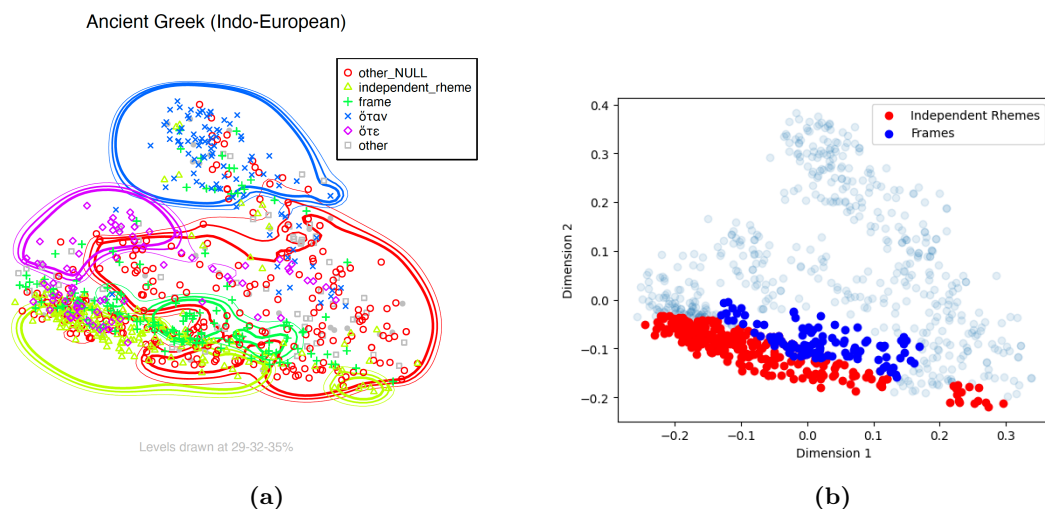 Ancient Greek (Indo-European)
other_NULL
independent_rheme
frame
ὅταν
ὅτε
other
Levels drawn at 29-32-35%
(a)
Independent Rhemes
Frames
0.4
0.3
0.2
0.1
0.0
−0.1
−0.2
Dimension 2
−0.2 −0.1 0.0 0.1 0.2 0.3
Dimension 1
(b)